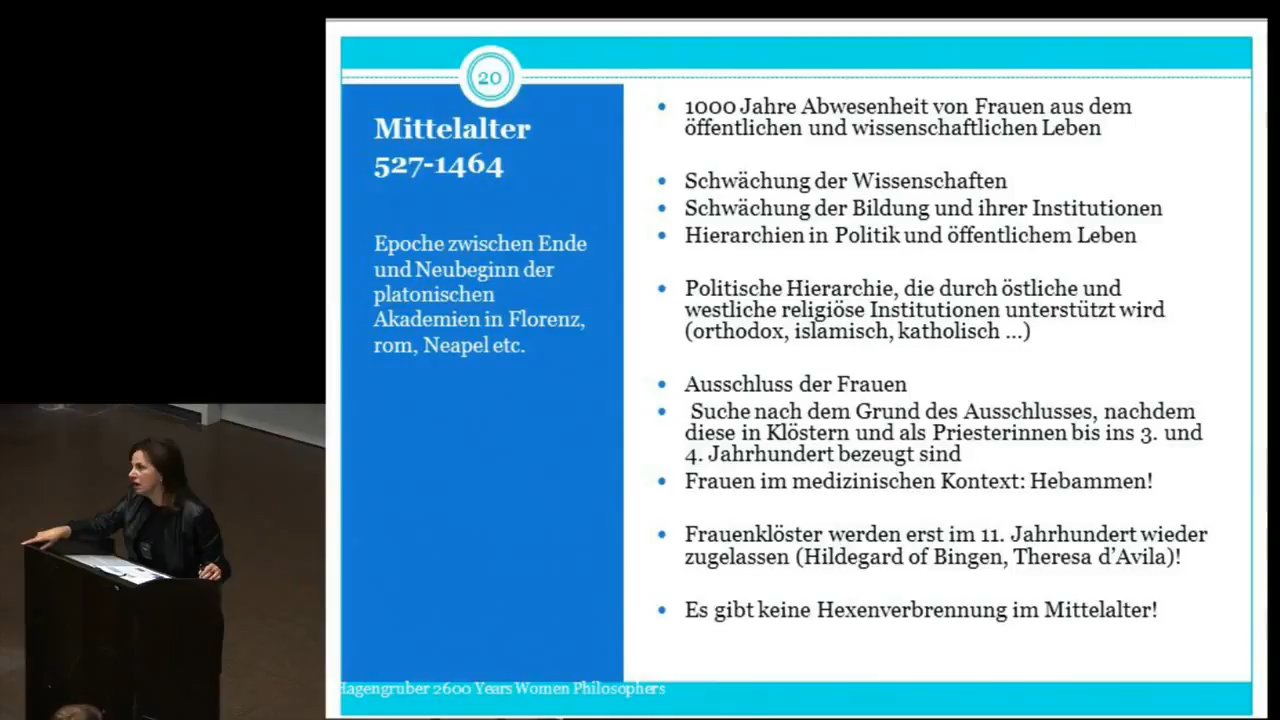 20
Mittelalter
527-1464
Epoche zwischen Ende
und Neubeginn der
platonischen
Akademien in Florenz,
rom, Neapel etc.
• 1000 Jahre Abwesenheit von Frauen aus dem
öffentlichen und wissenschaftlichen Leben
• Schwächung der Wissenschaften
• Schwächung der Bildung und ihrer Institutionen
• Hierarchien in Politik und öffentlichem Leben
• Politische Hierarchie, die durch östliche und
westliche religiöse Institutionen unterstützt wird
(orthodox, islamisch, katholisch ...)
• Ausschluss der Frauen
• Suche nach dem Grund des Ausschlusses, nachdem
diese in Klöstern und als Priesterinnen bis ins 3. und
4. Jahrhundert bezeugt sind
• Frauen im medizinischen Kontext: Hebammen!
• Frauenklöster werden erst im 11. Jahrhundert wieder
zugelassen (Hildegard of Bingen, Theresa d'Avila)!
• Es gibt keine Hexenverbrennung im Mittelalter!
Hagengruber 2600 Years Women Philosophers